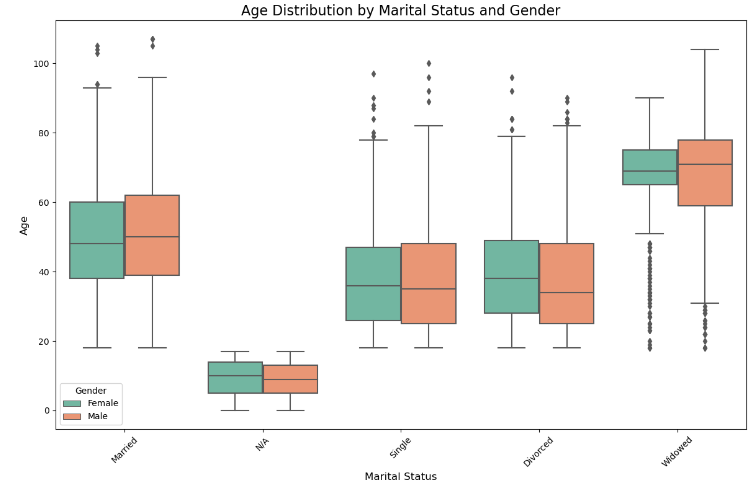 Age Distribution by Marital Status and Gender
100
80
60
40
20
0
Age
Gender
Female
Male
Married
N/A
Single
Divorced
Widowed
Marital Status